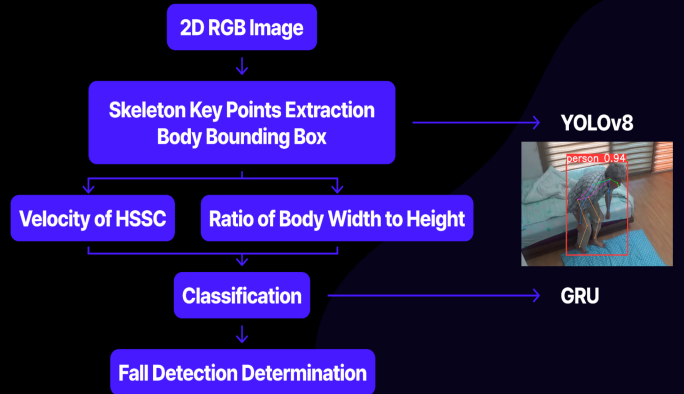 2D RGB Image
Skeleton Key Points Extraction
Body Bounding Box
YOLOv8
person 0.94
Velocity of HSSC
Ratio of Body Width to Height
Classification
GRU
Fall Detection Determination